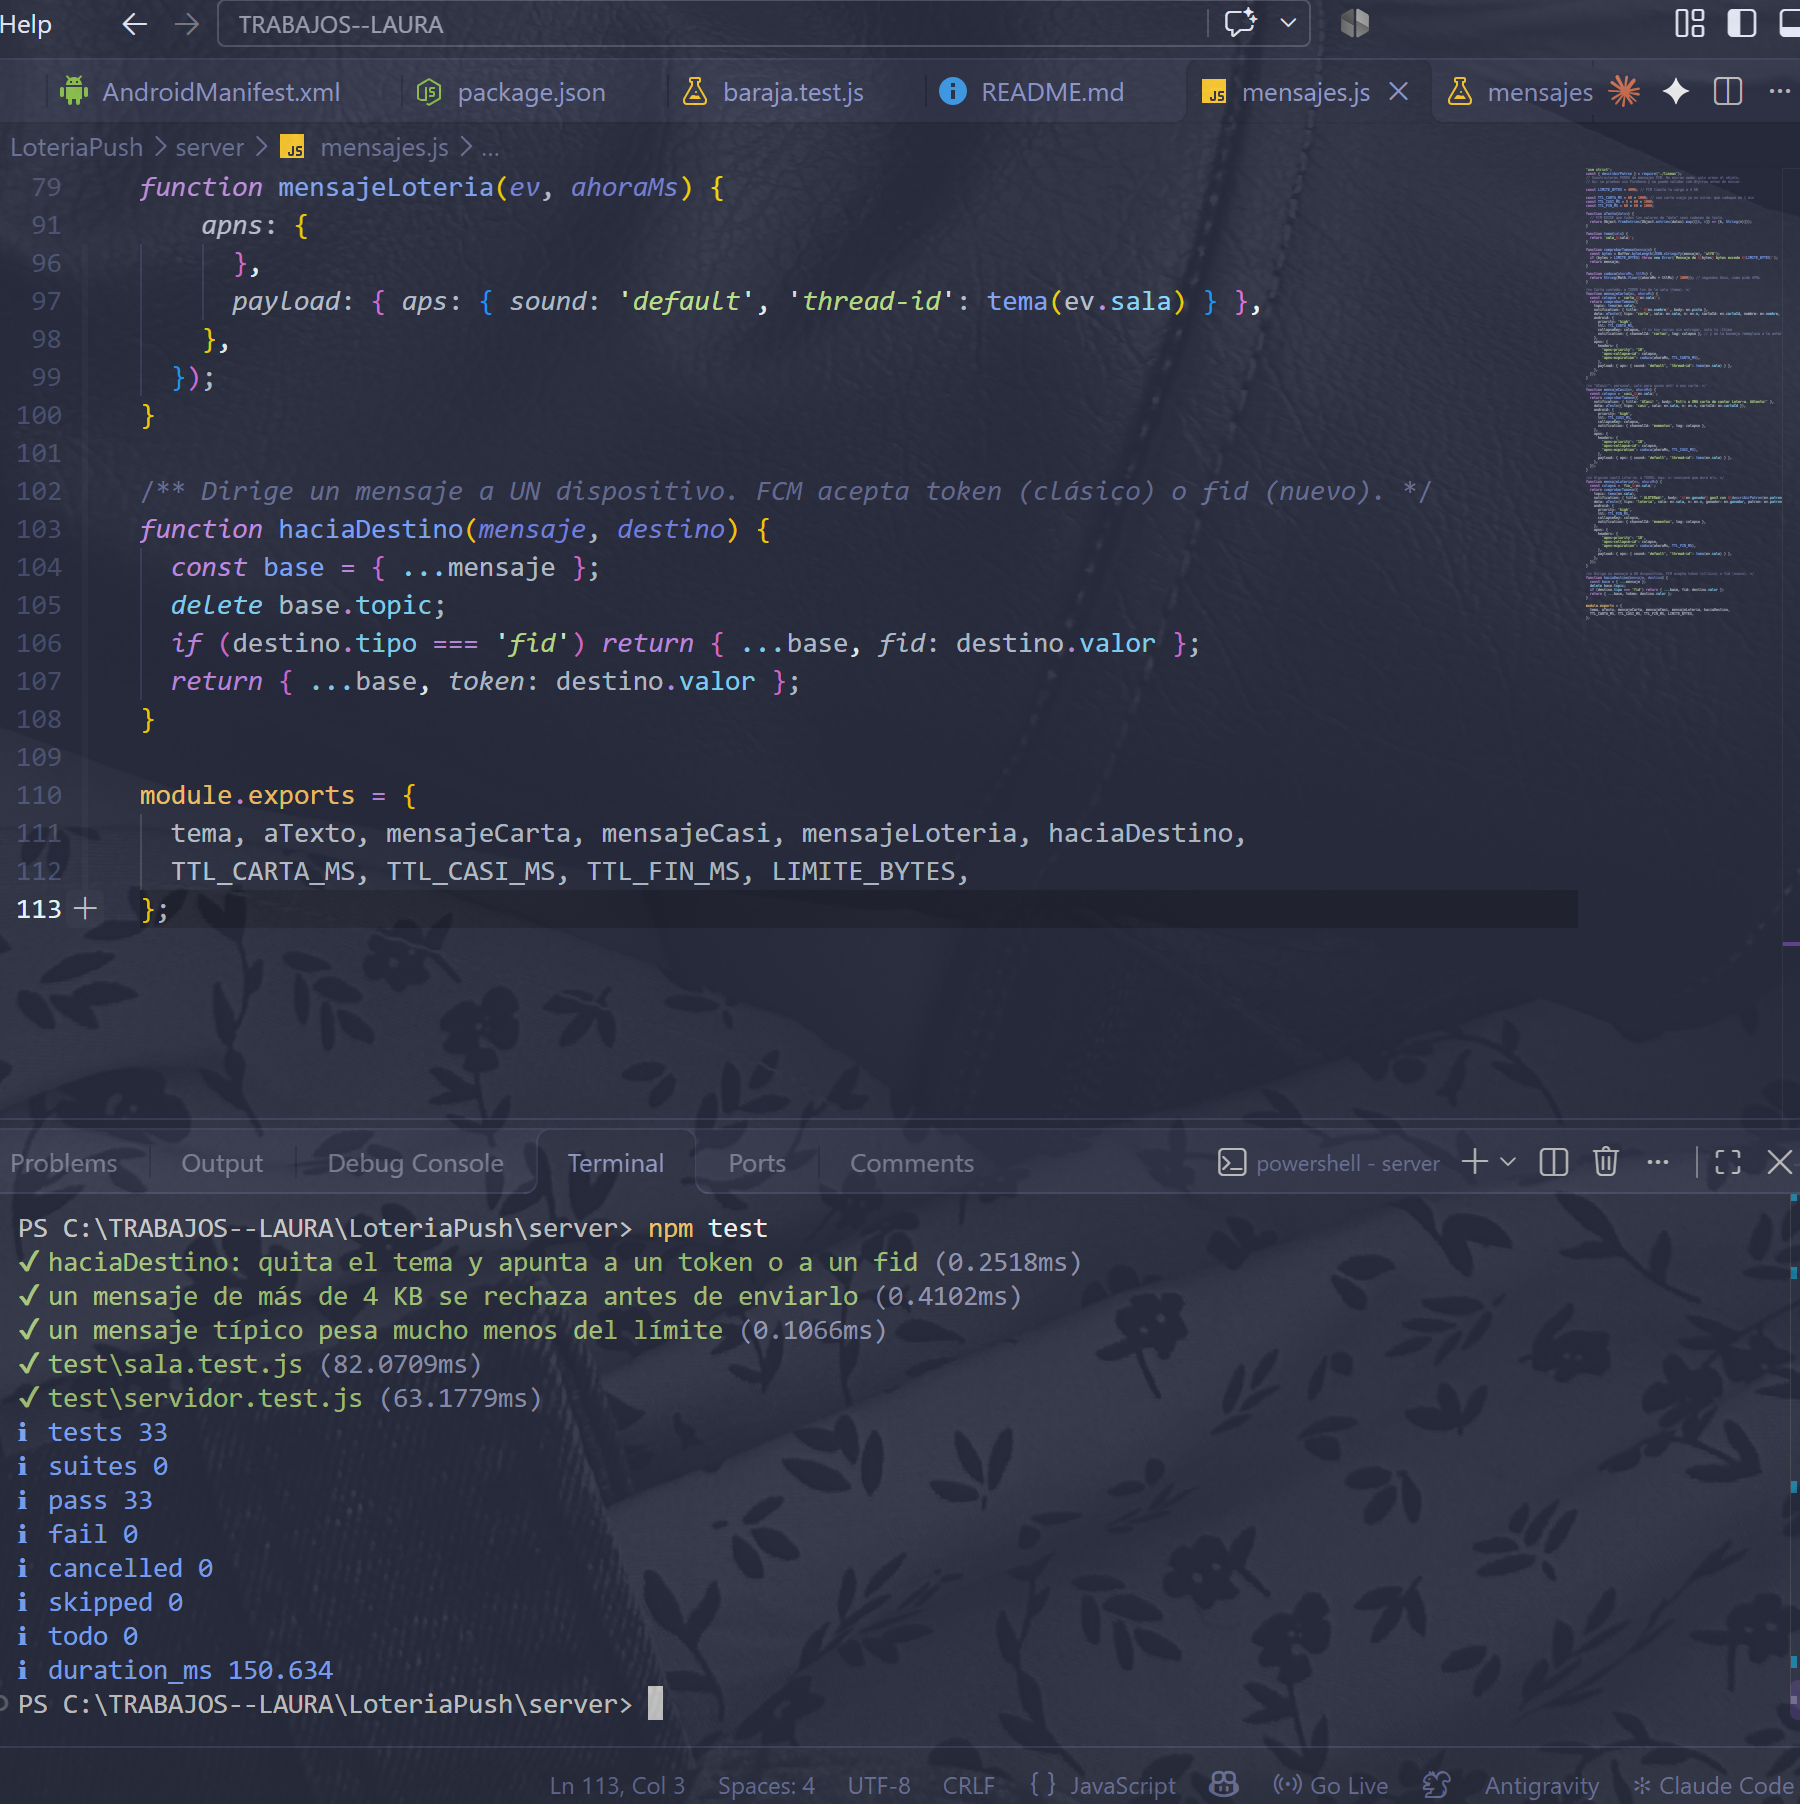 Help
TRABAJOS--LAURA
AndroidManifest.xml
package.json
baraja.test.js
README.md
mensajes.js
mensajes
LoteriaPush > server > JS mensajes.js > ...
79 function mensajeLoteria(ev, ahoraMs) {
91 apns: {
96 },
97 payload: { aps: { sound: 'default', 'thread-id': tema(ev.sala) } },
98 },
99 });
100 }
101
102 /** Dirige un mensaje a UN dispositivo. FCM acepta token (clásico) o fid (nuevo). */
103 function haciaDestino(mensaje, destino) {
104 const base = { ...mensaje };
105 delete base.topic;
106 if (destino.tipo === 'fid') return { ...base, fid: destino.valor };
107 return { ...base, token: destino.valor };
108 }
109
110 module.exports = {
111 tema, aTexto, mensajeCarta, mensajeCasi, mensajeLoteria, haciaDestino,
112 TTL_CARTA_MS, TTL_CASI_MS, TTL_FIN_MS, LIMITE_BYTES,
113 };
Problems
Output
Debug Console
Terminal
Ports
Comments
powershell - server
PS C:\TRABAJOS--LAURA\LoteriaPush\server> npm test
✓ haciaDestino: quita el tema y apunta a un token o a un fid (0.2518ms)
✓ un mensaje de más de 4 KB se rechaza antes de enviarlo (0.4102ms)
✓ un mensaje típico pesa mucho menos del límite (0.1066ms)
✓ test\sala.test.js (82.0709ms)
✓ test\servidor.test.js (63.1779ms)
ℹ tests 33
ℹ suites 0
ℹ pass 33
ℹ fail 0
ℹ cancelled 0
ℹ skipped 0
ℹ todo 0
ℹ duration_ms 150.634
PS C:\TRABAJOS--LAURA\LoteriaPush\server>
Ln 113, Col 3
Spaces: 4
UTF-8
CRLF
{ } JavaScript
Go Live
Antigravity
Claude Code